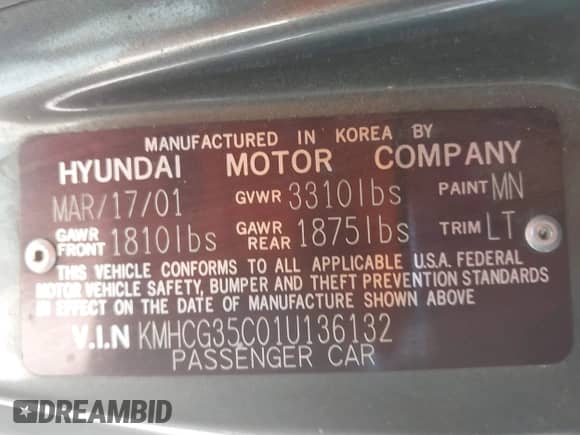 MANUFACTURED IN KOREA BY
HYUNDAI MOTOR COMPANY
MAR/17/01 GVWR 3310lbs PAINT MN
GAWR FRONT 1810lbs GAWR REAR 1875lbs TRIM LT
THIS VEHICLE CONFORMS TO ALL APPLICABLE U.S.A. FEDERAL
MOTOR VEHICLE SAFETY, BUMPER AND THEFT PREVENTION STANDARDS
IN EFFECT ON THE DATE OF MANUFACTURE SHOWN ABOVE
V.I.N KMHCG35C01U136132
PASSENGER CAR
DREAMBID